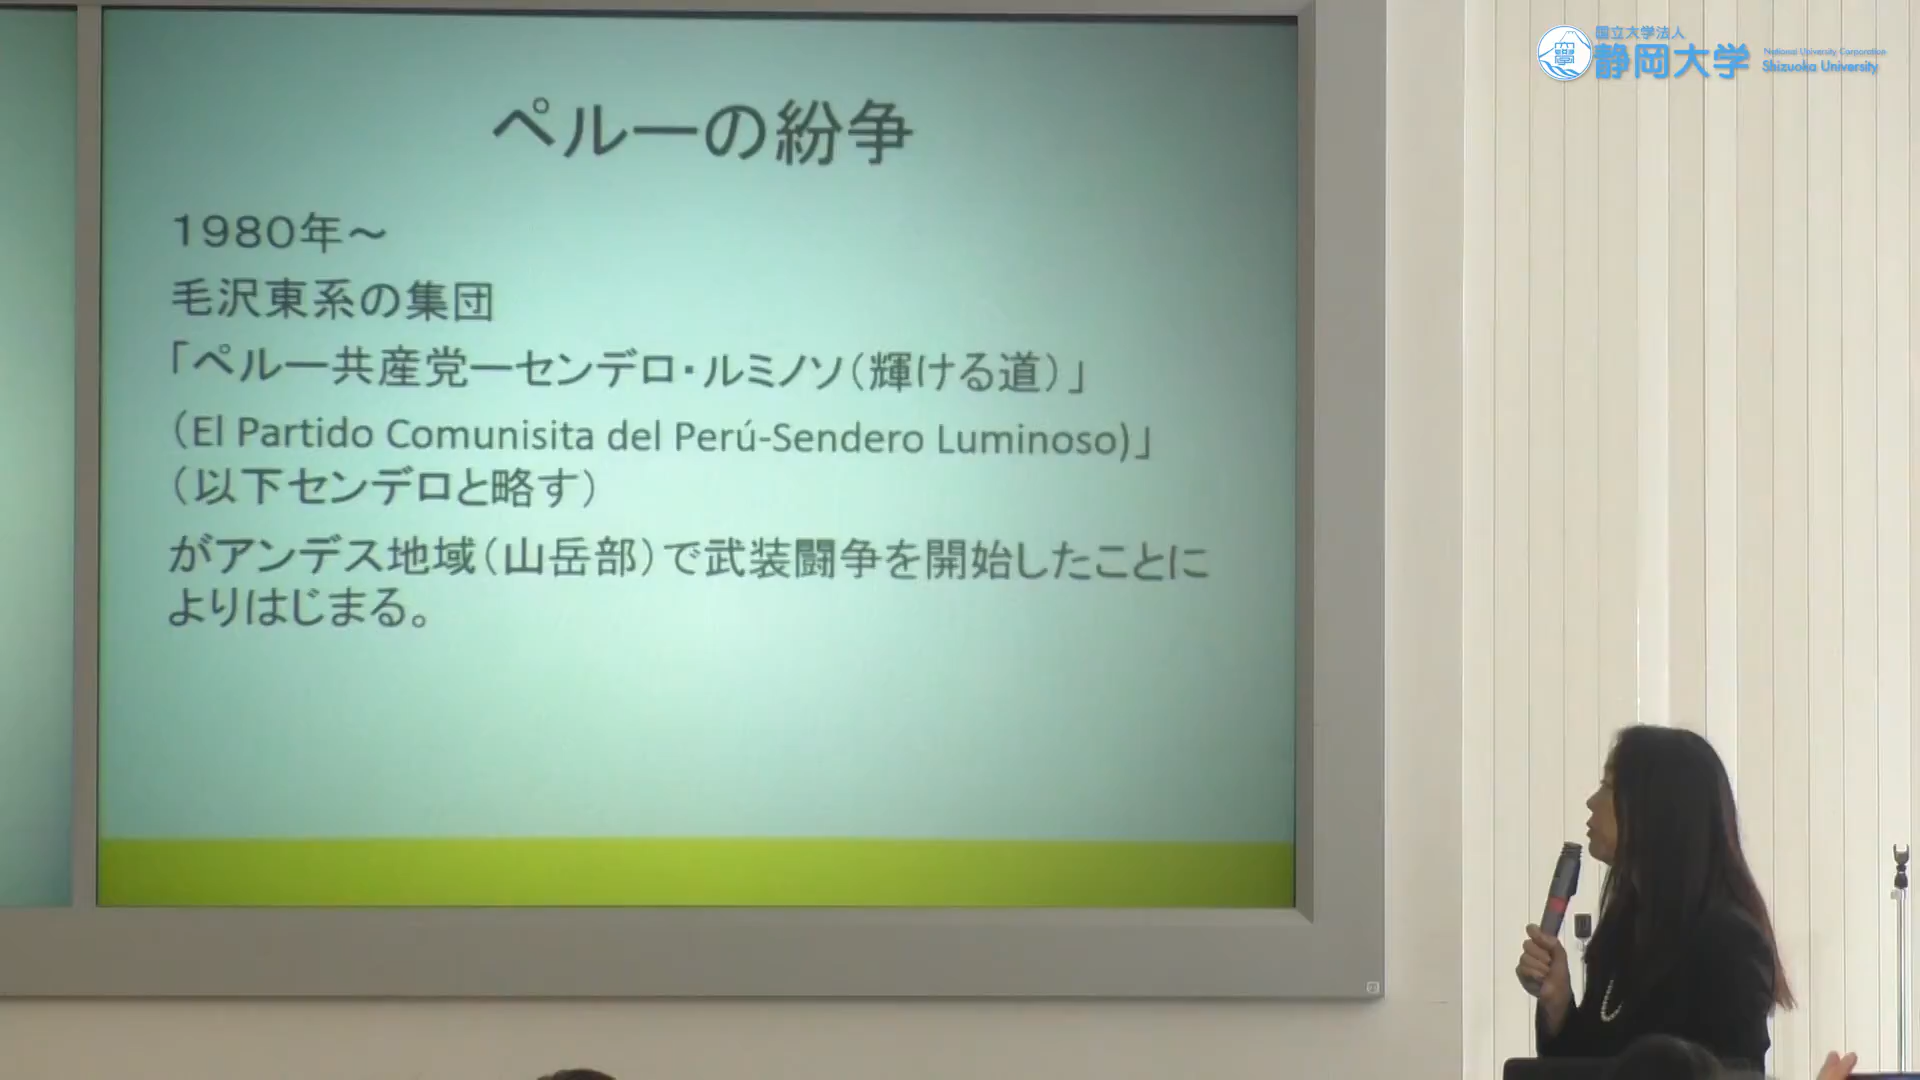 ペルーの紛争
1980年～
毛沢東系の集団
「ペルー共産党ーセンデロ・ルミノソ（輝ける道）」
（El Partido Comunisita del Perú-Sendero Luminoso)」
（以下センデロと略す）
がアンデス地域（山岳部）で武装闘争を開始したことに
よりはじまる。
国立大学法人
静岡大学
National University Corporation
Shizuoka University